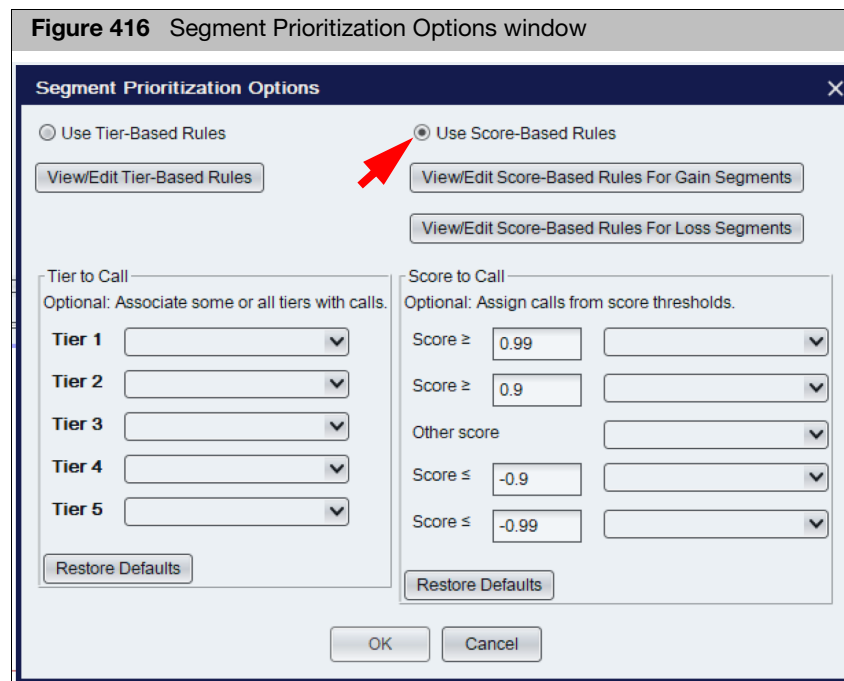 Figure 416 Segment Prioritization Options window
Segment Prioritization Options
Use Tier-Based Rules
Use Score-Based Rules
View/Edit Tier-Based Rules
View/Edit Score-Based Rules For Gain Segments
View/Edit Score-Based Rules For Loss Segments
Tier to Call
Optional: Associate some or all tiers with calls.
Tier 1
Tier 2
Tier 3
Tier 4
Tier 5
Restore Defaults
Score to Call
Optional: Assign calls from score thresholds.
Score ≥ 0.99
Score ≥ 0.9
Other score
Score ≤ -0.9
Score ≤ -0.99
Restore Defaults
OK Cancel